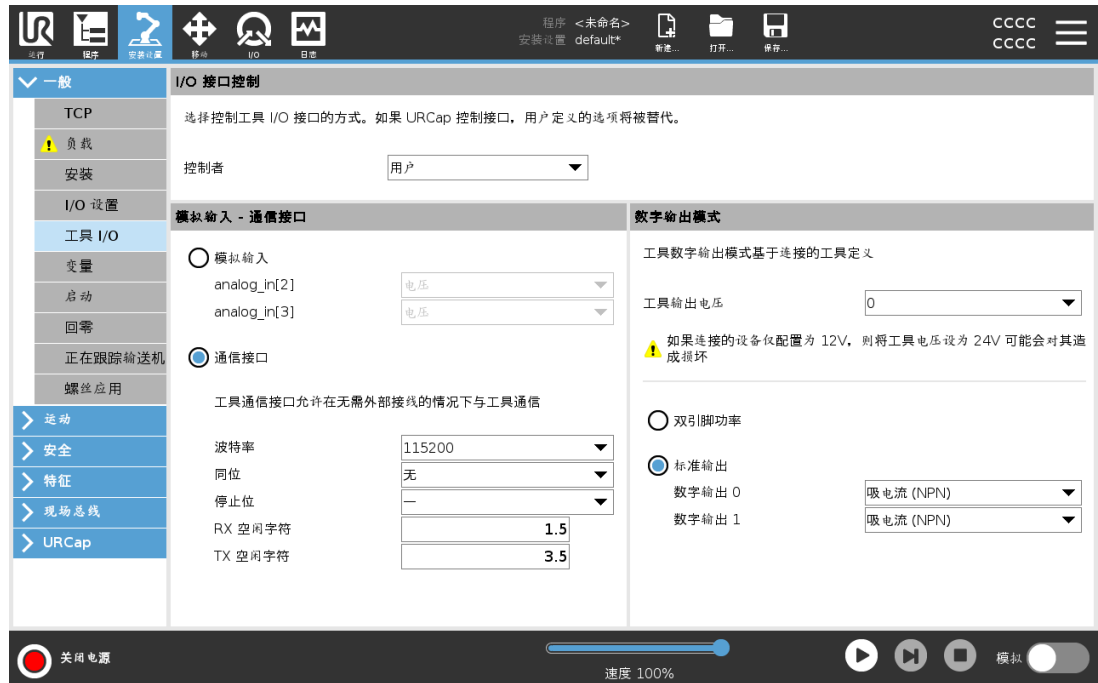 运行
程序
安装设置
移动
I/O
日志
程序 <未命名>
安装设置 default*
新建...
打开...
保存...
CCCC
CCCC
一般
TCP
负载
安装
I/O 设置
工具 I/O
变量
启动
回零
正在跟踪输送机
螺丝应用
运动
安全
特征
现场总线
URCap
I/O 接口控制
选择控制工具 I/O 接口的方式。如果 URCap 控制接口，用户定义的选项将被替代。
控制者
用户
模拟输入 - 通信接口
模拟输入
analog_in[2]
电压
analog_in[3]
电压
通信接口
工具通信接口允许在无需外部接线的情况下与工具通信
波特率
115200
同位
无
停止位
一
RX 空闲字符
1.5
TX 空闲字符
3.5
数字输出模式
工具数字输出模式基于连接的工具定义
工具输出电压
0
如果连接的设备仅配置为 12V，则将工具电压设为 24V 可能会对其造
成损坏
双引脚功率
标准输出
数字输出 0
吸电流 (NPN)
数字输出 1
吸电流 (NPN)
关闭电源
速度 100%
模拟